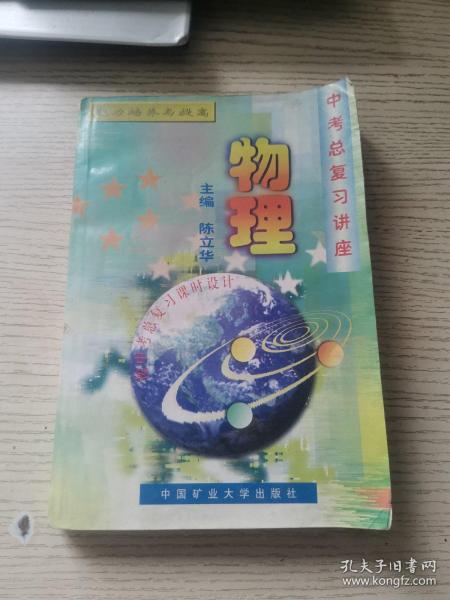 能力培养与提高
中考总复习讲座
物理
主编 陈立华
中考总复习课时设计
中国矿业大学出版社
孔夫子旧书网
www.kongfz.com